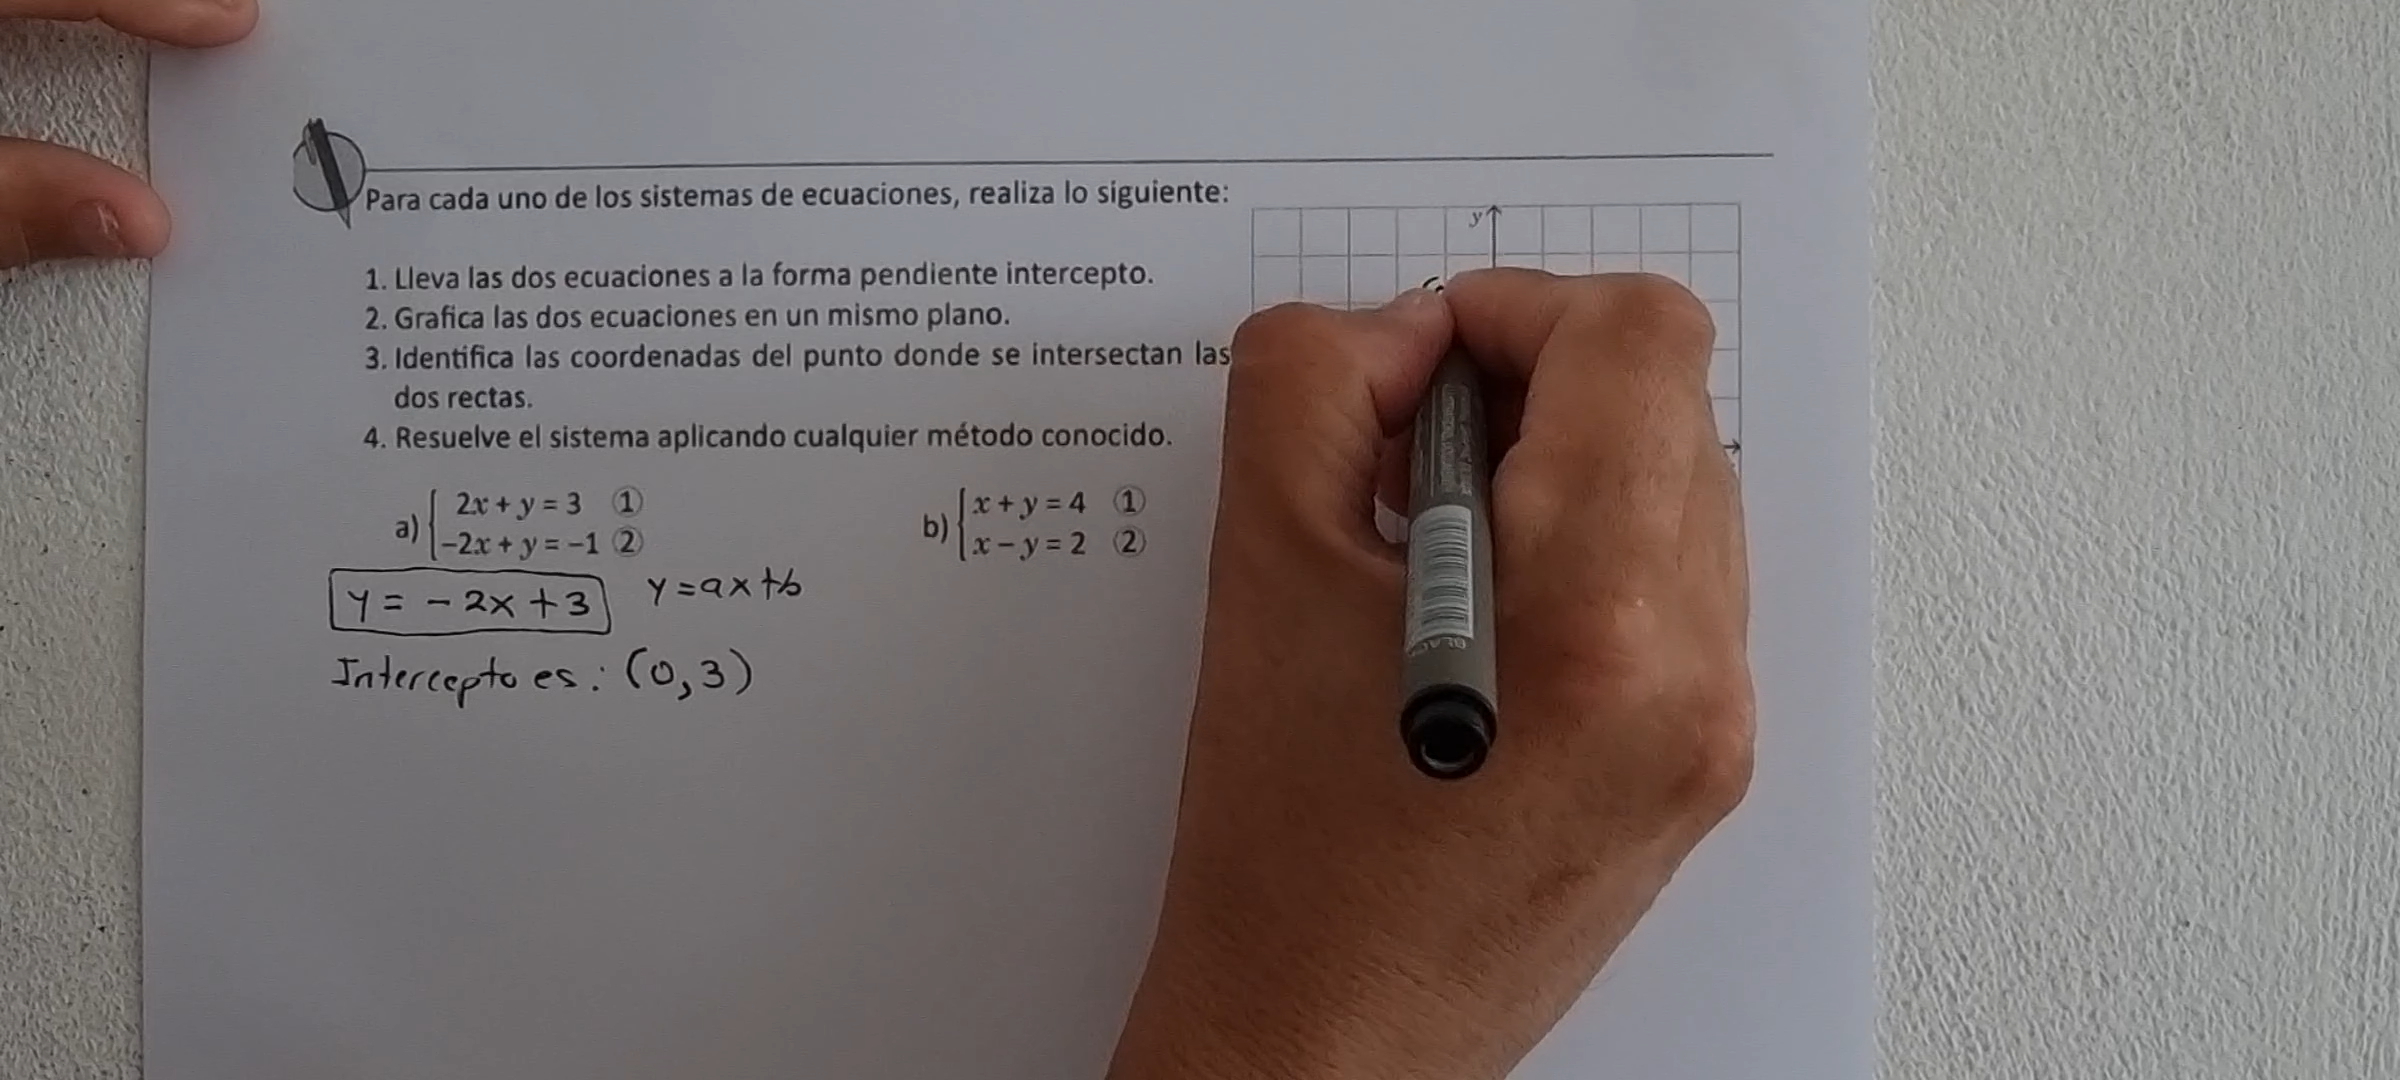 Para cada uno de los sistemas de ecuaciones, realiza lo siguiente:
1. Lleva las dos ecuaciones a la forma pendiente intercepto.
2. Grafica las dos ecuaciones en un mismo plano.
3. Identifica las coordenadas del punto donde se intersectan las
dos rectas.
4. Resuelve el sistema aplicando cualquier método conocido.
y
a) 2x + y = 3 ①
-2x + y = -1 ②
b) x + y = 4 ①
x - y = 2 ②
y = - 2x + 3
y = ax + b
Intercepto es: (0,3)